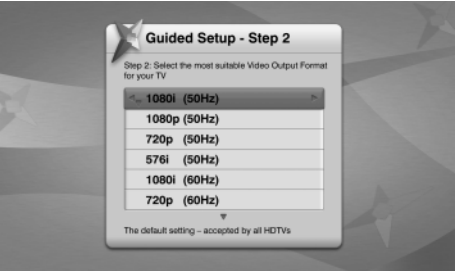 Guided Setup - Step 2
Step 2: Select the most suitable Video Output Format
for your TV
1080i (50Hz)
1080p (50Hz)
720p (50Hz)
576i (50Hz)
1080i (60Hz)
720p (60Hz)
The default setting – accepted by all HDTVs